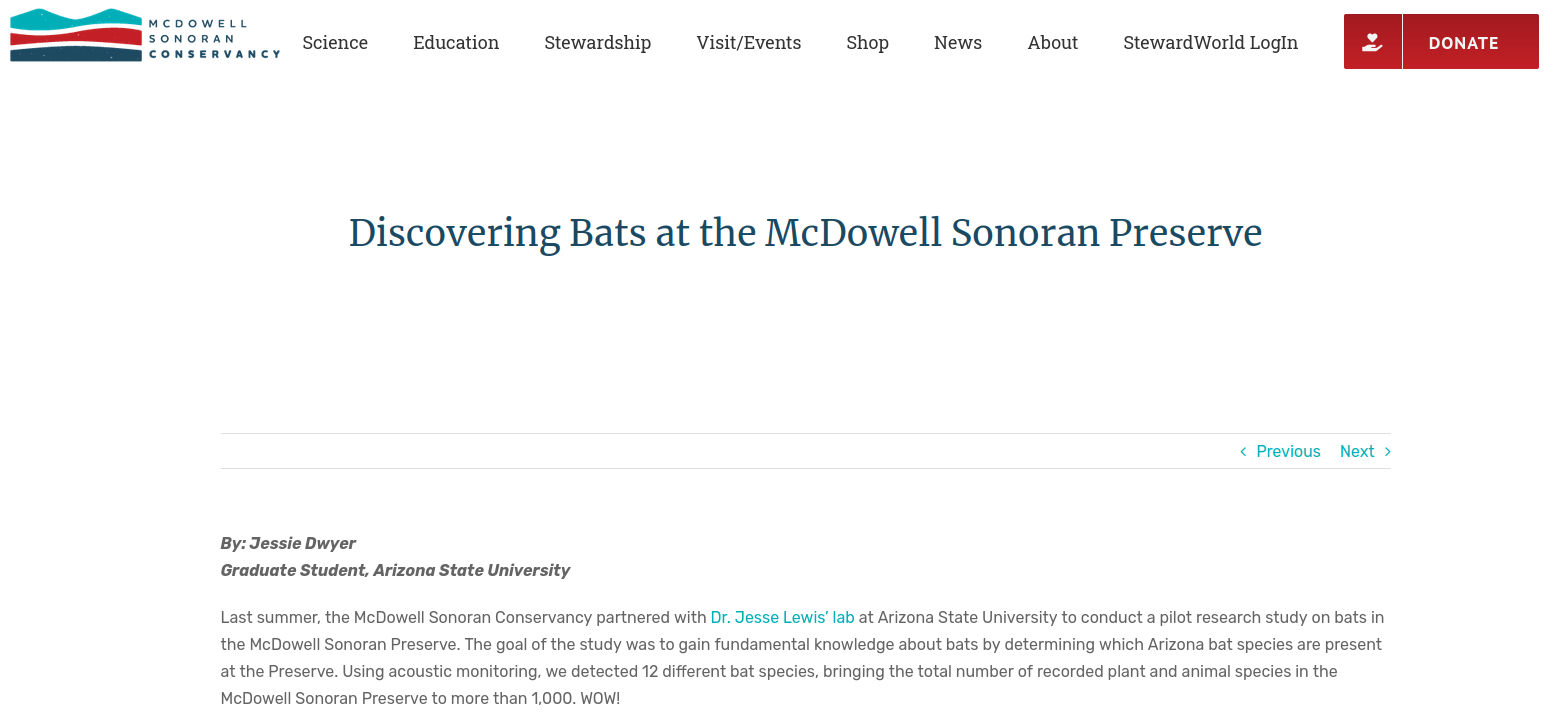 MCDOWELL
SONORAN
CONSERVANCY
Science Education Stewardship Visit/Events Shop News About StewardWorld LogIn DONATE
Discovering Bats at the McDowell Sonoran Preserve
Previous Next
By: Jessie Dwyer
Graduate Student, Arizona State University
Last summer, the McDowell Sonoran Conservancy partnered with Dr. Jesse Lewis’ lab at Arizona State University to conduct a pilot research study on bats in
the McDowell Sonoran Preserve. The goal of the study was to gain fundamental knowledge about bats by determining which Arizona bat species are present
at the Preserve. Using acoustic monitoring, we detected 12 different bat species, bringing the total number of recorded plant and animal species in the
McDowell Sonoran Preserve to more than 1,000. WOW!